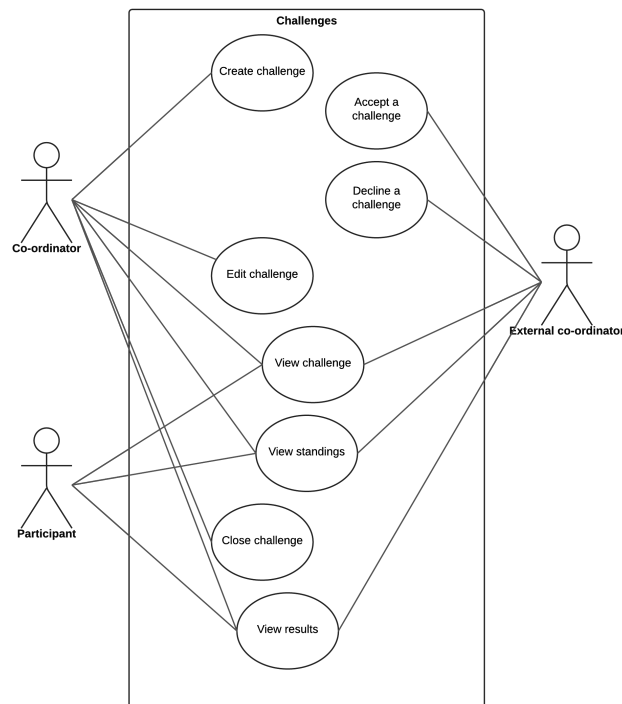 Challenges
Create challenge
Accept a
challenge
Decline a
challenge
Co-ordinator
Edit challenge
External co-ordinator
View challenge
View standings
Participant
Close challenge
View results